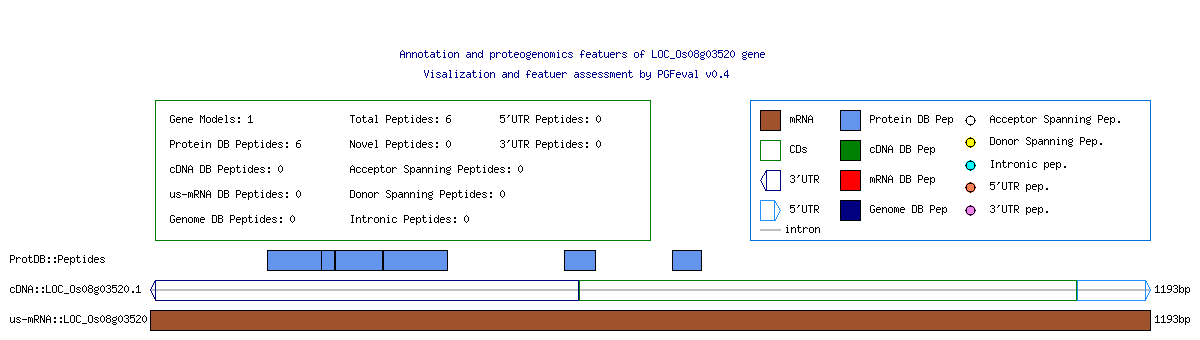 Annotation and proteogenomics featuers of LOC_Os08g03520 gene
Visalization and featuer assessment by PGFeval v0.4
Gene Models: 1 Total Peptides: 6 5'UTR Peptides: 0
Protein DB Peptides: 6 Novel Peptides: 0 3'UTR Peptides: 0
cDNA DB Peptides: 0 Acceptor Spanning Peptides: 0
us-mRNA DB Peptides: 0 Donor Spanning Peptides: 0
Genome DB Peptides: 0 Intronic Peptides: 0
mRNA Protein DB Pep Acceptor Spanning Pep.
CDs cDNA DB Pep Donor Spanning Pep.
3'UTR mRNA DB Pep Intronic pep.
5'UTR Genome DB Pep 5'UTR pep.
intron 3'UTR pep.
ProtDB::Peptides
cDNA::LOC_Os08g03520.1 1193bp
us-mRNA::LOC_Os08g03520 1193bp